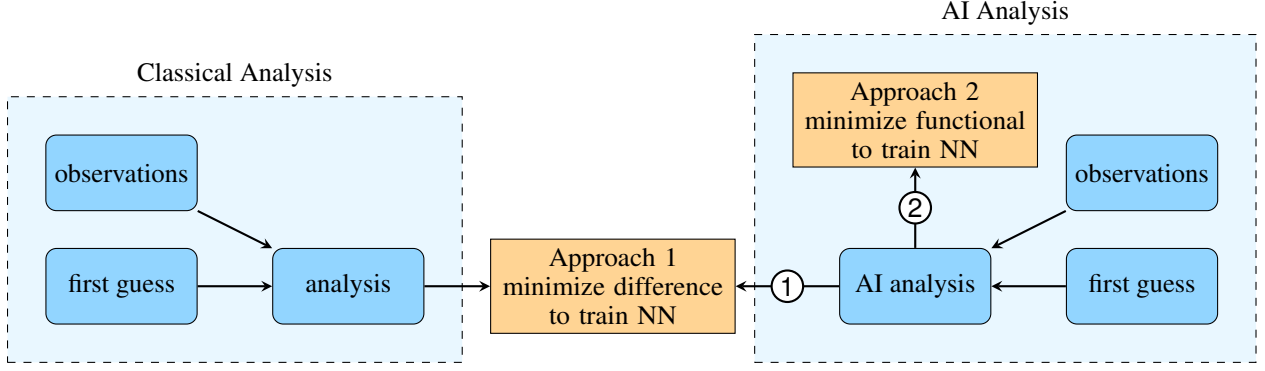 Classical Analysis
observations
first guess
analysis
Approach 1
minimize difference
to train NN
AI Analysis
Approach 2
minimize functional
to train NN
observations
2
1
AI analysis
first guess